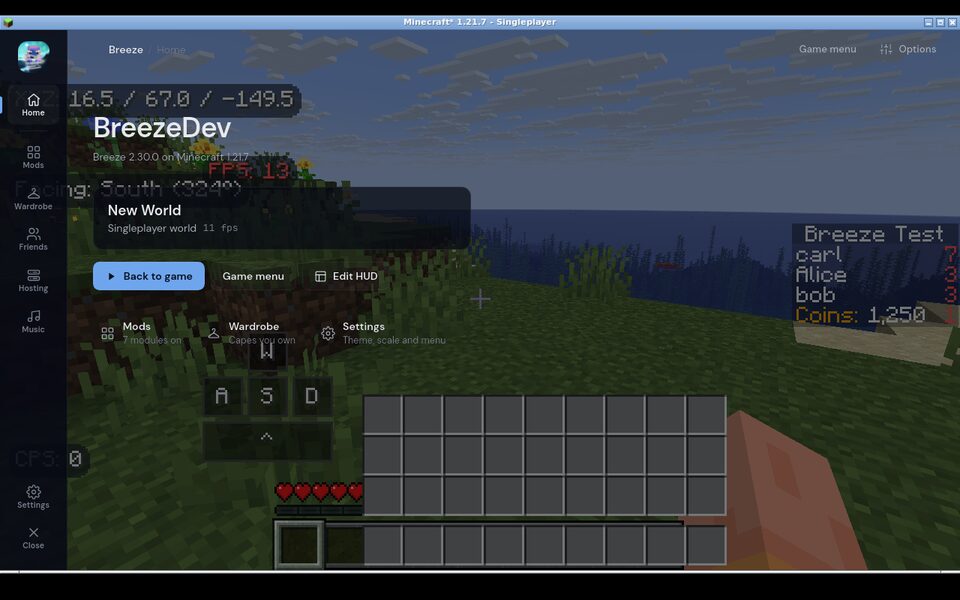 Minecraft* 1.21.7 - Singleplayer
Breeze / Home
Game menu
Options
Home
16.5 / 67.0 / -149.5
BreezeDev
Breeze 2.30.0 on Minecraft 1.21.7
FPS: 13
Mods
Facing: South (324°)
Wardrobe
New World
Singleplayer world 11 fps
Breeze Test
carl 7
Alice 3
bob 3
Coins: 1,250
Friends
Back to game
Game menu
Edit HUD
Hosting
Music
Mods
7 modules on
Wardrobe
Capes you own
Settings
Theme, scale and menu
W
A S D
^
CPS: 0
Settings
Close